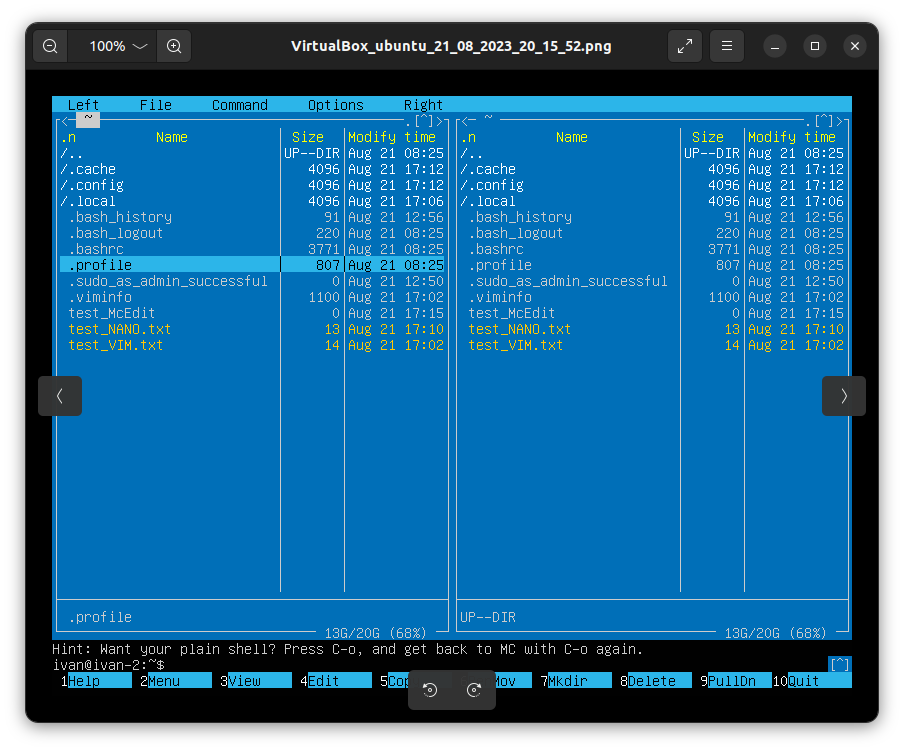 100%
VirtualBox_ubuntu_21_08_2023_20_15_52.png
Left File Command Options Right
<- ~ .[^]> <- ~ .[^]>
.n Name Size Modify time .n Name Size Modify time
/.. UP--DIR Aug 21 08:25 /.. UP--DIR Aug 21 08:25
/.cache 4096 Aug 21 17:12 /.cache 4096 Aug 21 17:12
/.config 4096 Aug 21 17:12 /.config 4096 Aug 21 17:12
/.local 4096 Aug 21 17:06 /.local 4096 Aug 21 17:06
.bash_history 91 Aug 21 12:56 .bash_history 91 Aug 21 12:56
.bash_logout 220 Aug 21 08:25 .bash_logout 220 Aug 21 08:25
.bashrc 3771 Aug 21 08:25 .bashrc 3771 Aug 21 08:25
.profile 807 Aug 21 08:25 .profile 807 Aug 21 08:25
.sudo_as_admin_successful 0 Aug 21 12:50 .sudo_as_admin_successful 0 Aug 21 12:50
.viminfo 1100 Aug 21 17:02 .viminfo 1100 Aug 21 17:02
test_McEdit 0 Aug 21 17:15 test_McEdit 0 Aug 21 17:15
test_NANO.txt 13 Aug 21 17:10 test_NANO.txt 13 Aug 21 17:10
test_VIM.txt 14 Aug 21 17:02 test_VIM.txt 14 Aug 21 17:02
.profile UP--DIR
13G/20G (68%) 13G/20G (68%)
Hint: Want your plain shell? Press C-o, and get back to MC with C-o again.
ivan@ivan-2:~$ [^]
1Help 2Menu 3View 4Edit 5Cop Mov 7Mkdir 8Delete 9PullDn 10Quit